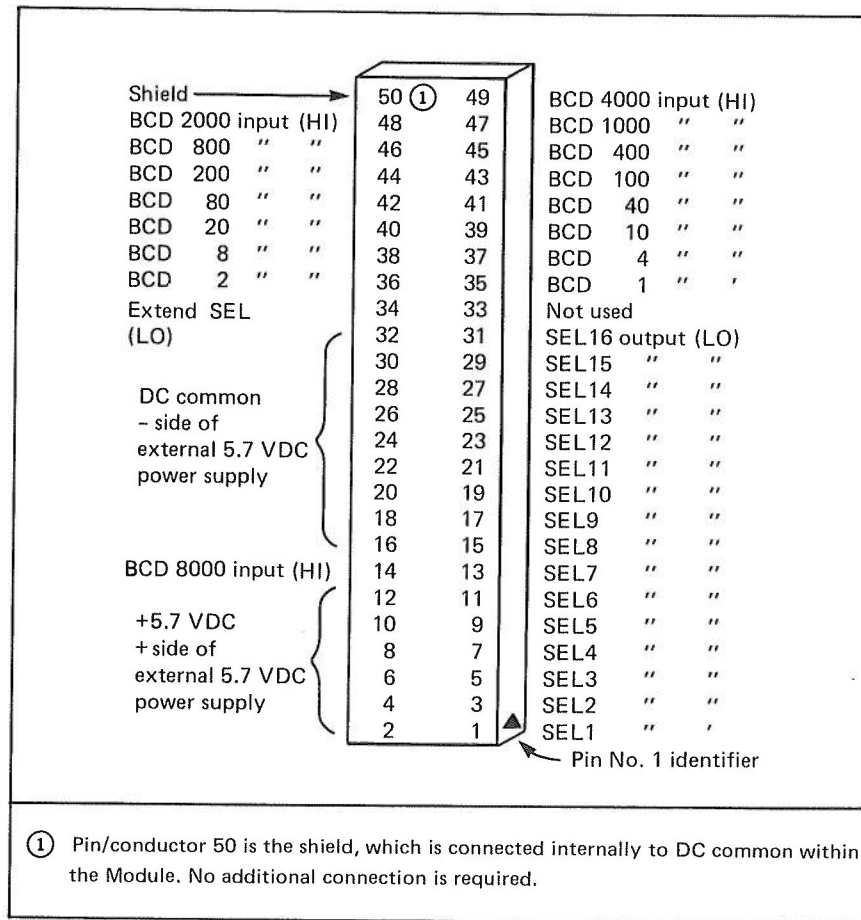 Shield 50 ① 49 BCD 4000 input (HI)
BCD 2000 input (HI) 48 47 BCD 1000 " "
BCD 800 " " 46 45 BCD 400 " "
BCD 200 " " 44 43 BCD 100 " "
BCD 80 " " 42 41 BCD 40 " "
BCD 20 " " 40 39 BCD 10 " "
BCD 8 " " 38 37 BCD 4 " "
BCD 2 " " 36 35 BCD 1 " '
Extend SEL 34 33 Not used
(LO) 32 31 SEL16 output (LO)
30 29 SEL15 " "
DC common 28 27 SEL14 " "
– side of 26 25 SEL13 " "
external 5.7 VDC 24 23 SEL12 " "
power supply 22 21 SEL11 " "
20 19 SEL10 " "
18 17 SEL9 " "
16 15 SEL8 " "
BCD 8000 input (HI) 14 13 SEL7 " "
12 11 SEL6 " "
+5.7 VDC 10 9 SEL5 " "
+ side of 8 7 SEL4 " "
external 5.7 VDC 6 5 SEL3 " "
power supply 4 3 SEL2 " "
2 1 SEL1 " '
Pin No. 1 identifier
① Pin/conductor 50 is the shield, which is connected internally to DC common within
the Module. No additional connection is required.